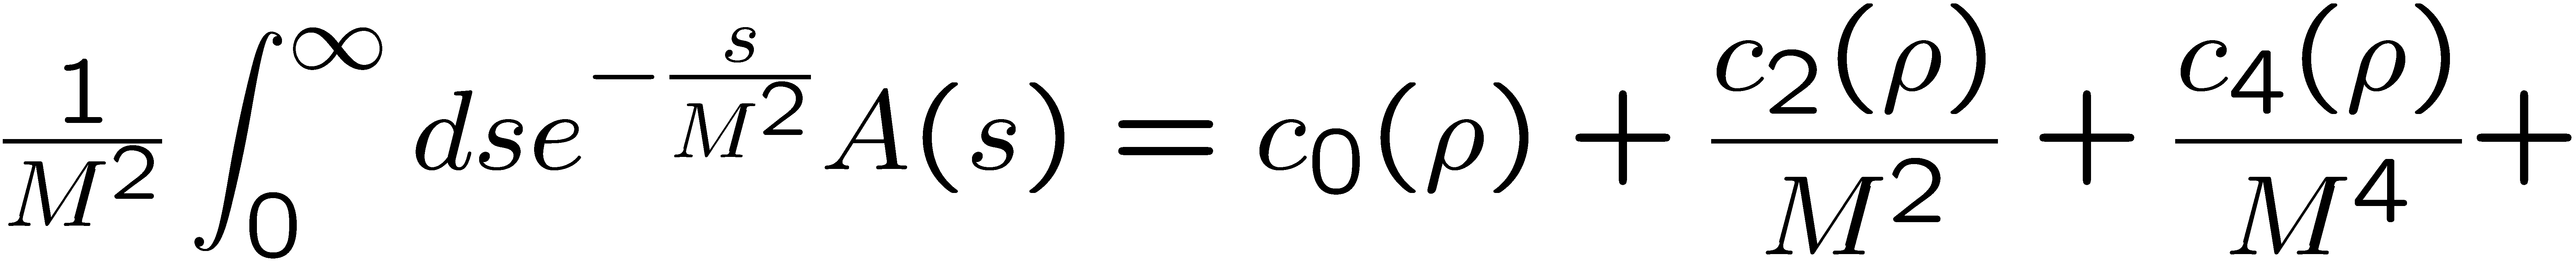 \frac{1}{M^2} \int_0^\infty ds e^{-\frac{s}{M^2}} A(s) = c_0(\rho) + \frac{c_2(\rho)}{M^2} + \frac{c_4(\rho)}{M^4} +